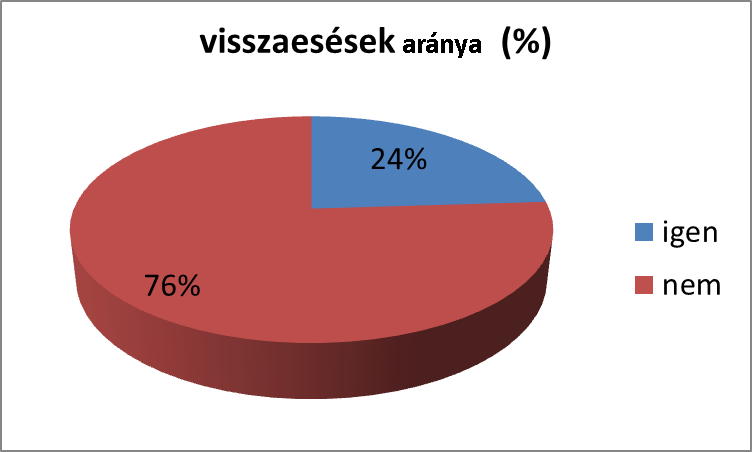 visszaesések aránya (%)
24%
igen
nem
76%